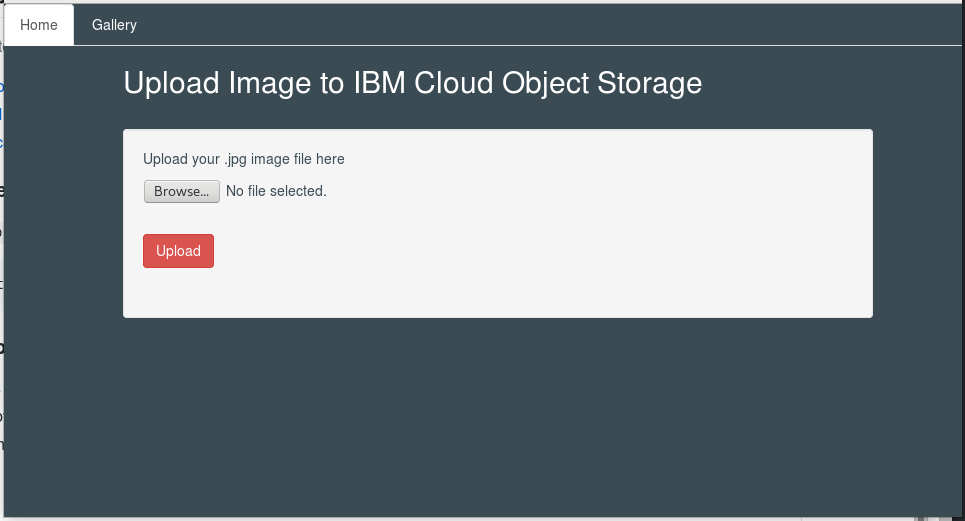 Home Gallery
Upload Image to IBM Cloud Object Storage
Upload your .jpg image file here
Browse... No file selected.
Upload